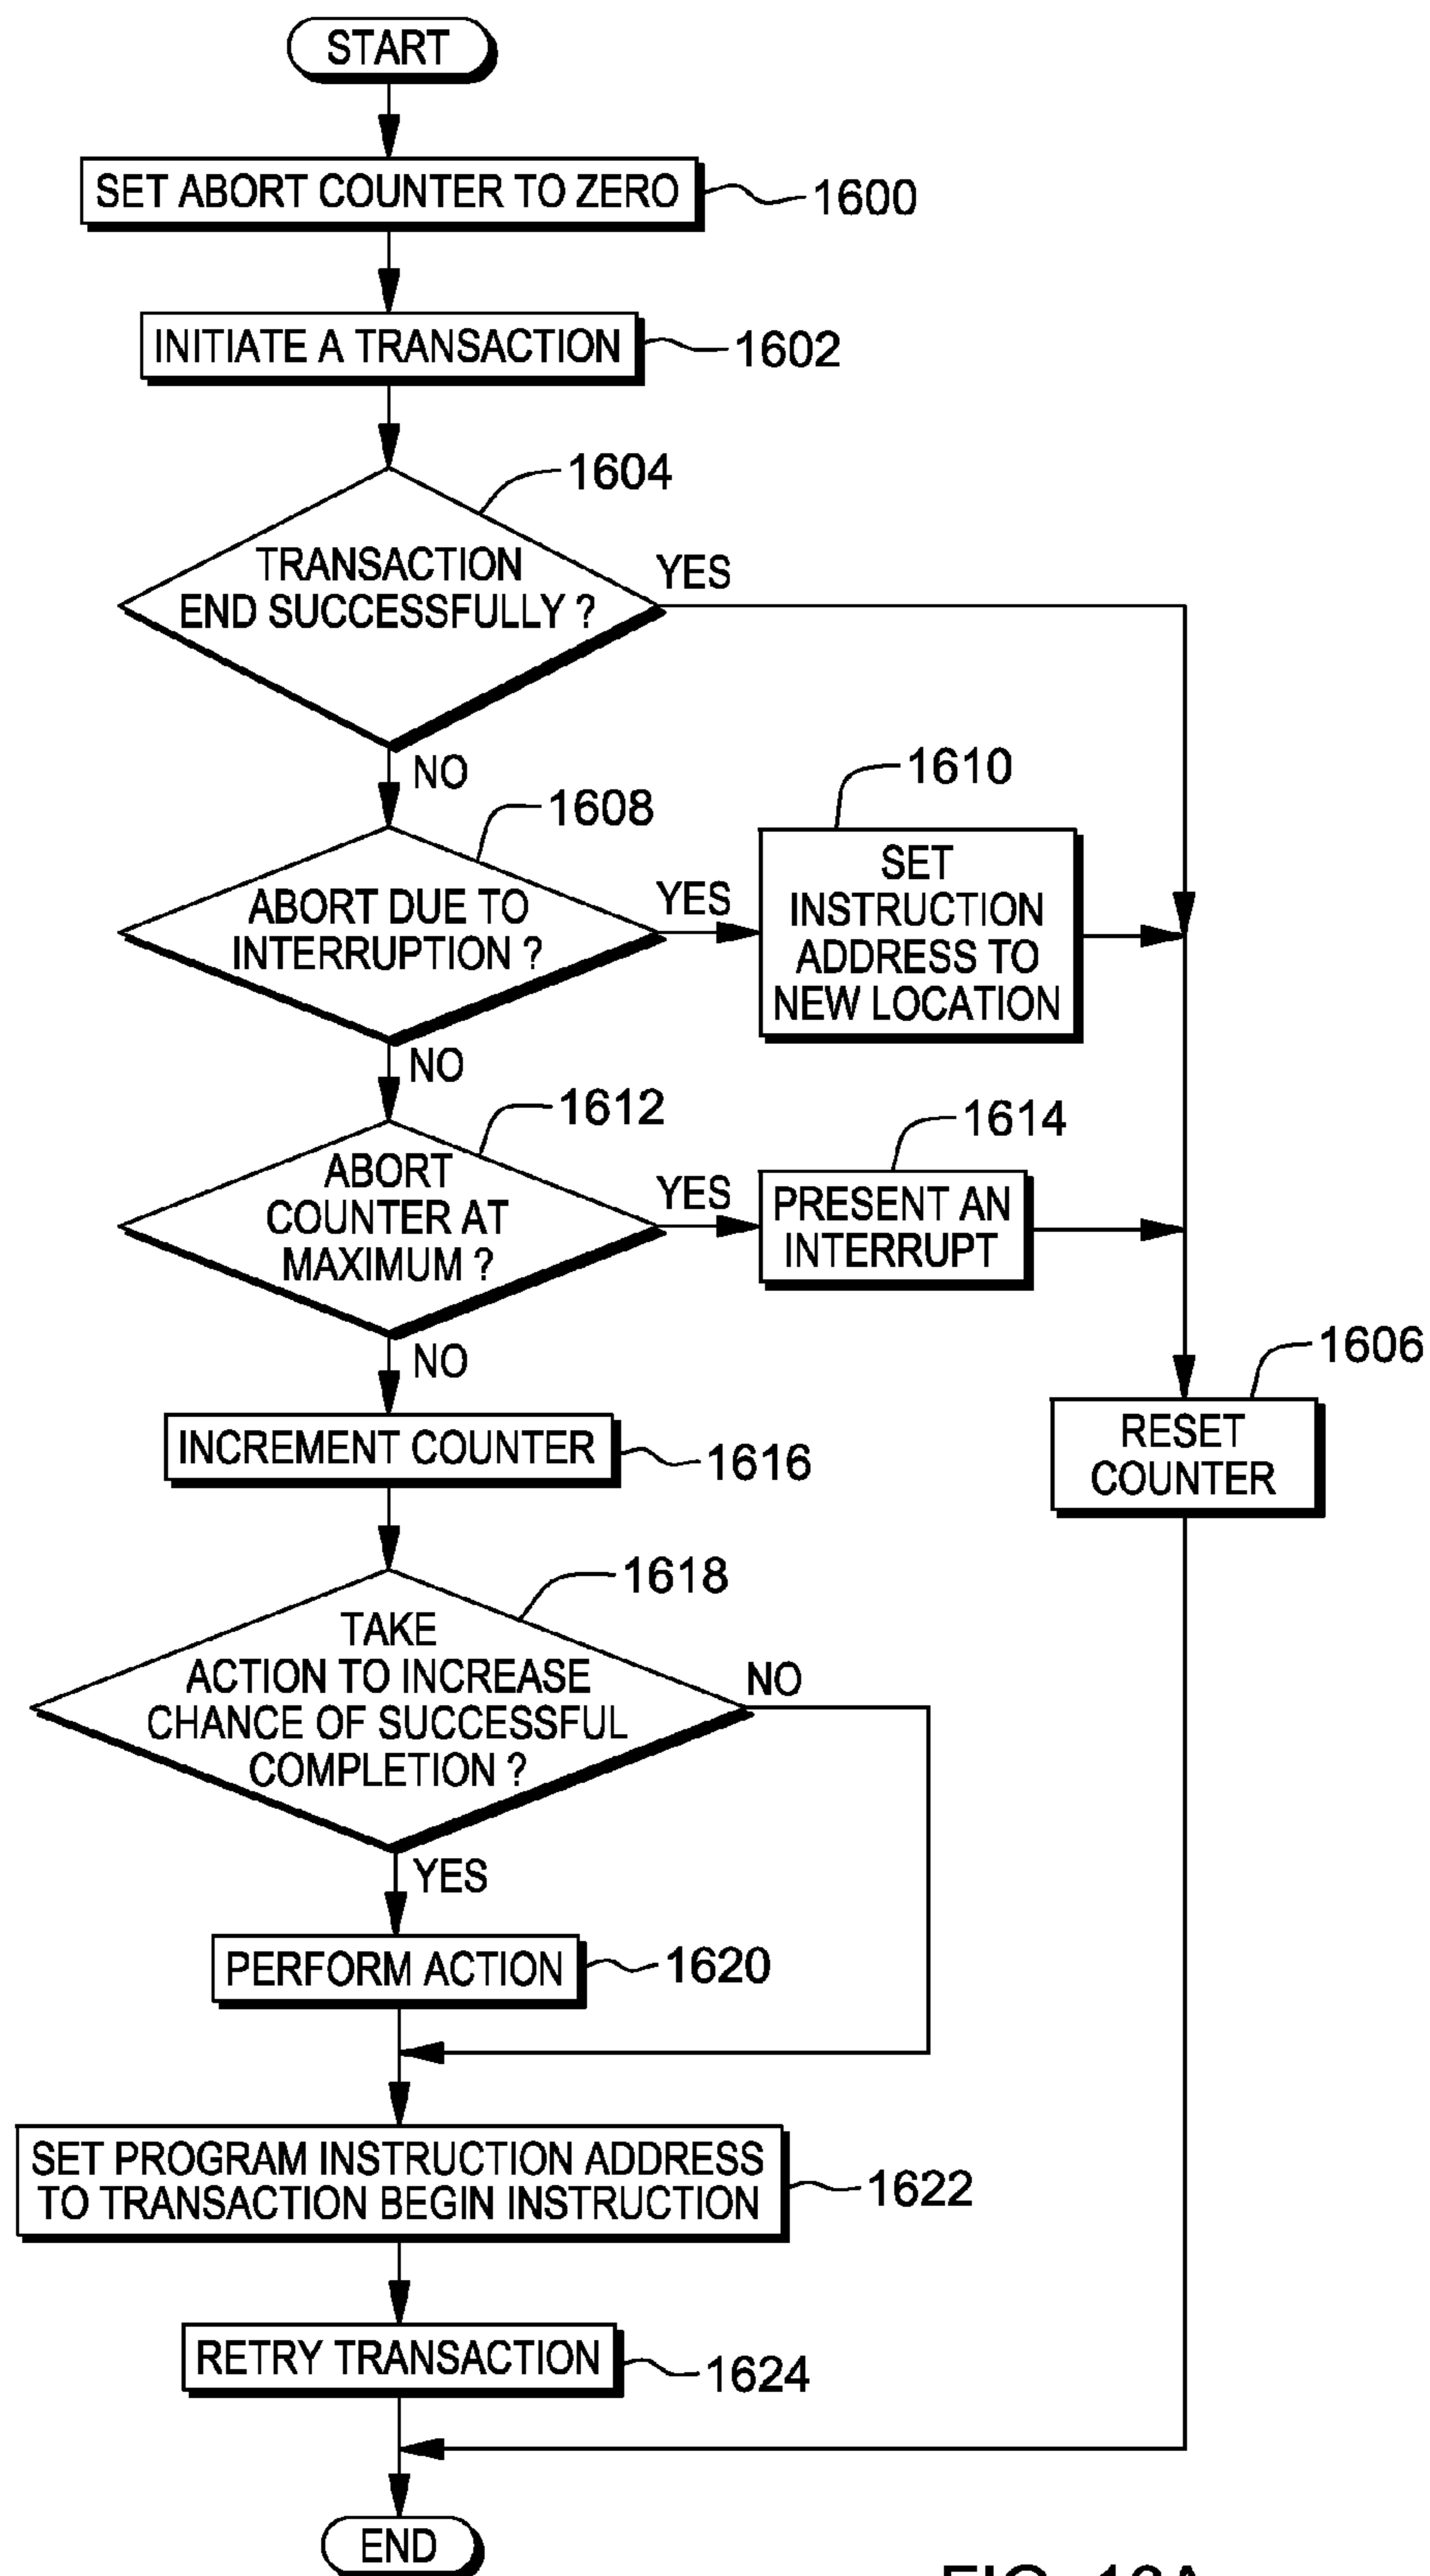 START
SET ABORT COUNTER TO ZERO
1600
INITIATE A TRANSACTION
1602
1604
TRANSACTION
END SUCCESSFULLY ?
YES
NO
1608
ABORT DUE TO
INTERRUPTION ?
YES
1610
SET
INSTRUCTION
ADDRESS TO
NEW LOCATION
NO
1612
ABORT
COUNTER AT
MAXIMUM ?
YES
1614
PRESENT AN
INTERRUPT
NO
1606
RESET
COUNTER
INCREMENT COUNTER
1616
1618
TAKE
ACTION TO INCREASE
CHANCE OF SUCCESSFUL
COMPLETION ?
NO
YES
PERFORM ACTION
1620
SET PROGRAM INSTRUCTION ADDRESS
TO TRANSACTION BEGIN INSTRUCTION
1622
RETRY TRANSACTION
1624
END